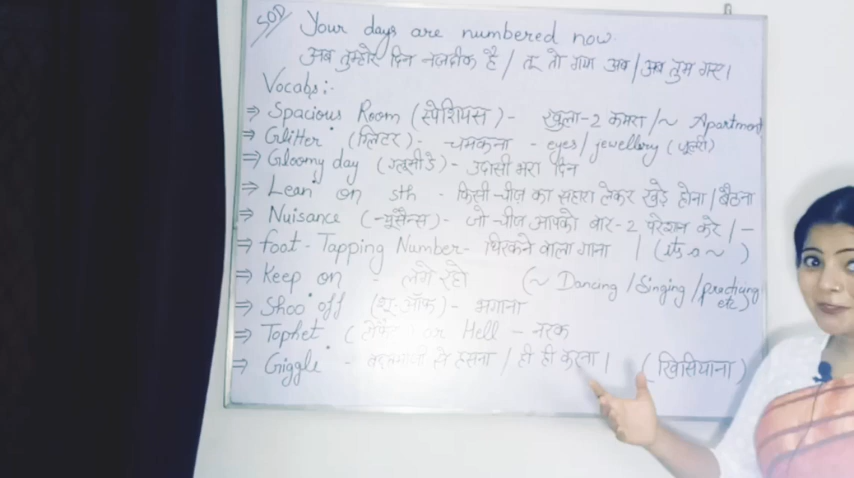 SOD Your days are numbered now.
अब तुम्हारे दिन नजदीक है / तू तो गया अब / अब तुम गए।
Vocabs:-
⇒ Spacious Room (स्पेशियस) - खुला-2 कमरा / ~ Apartment
⇒ Glitter (ग्लिटर) - चमकना - eyes / jewellery
⇒ Gloomy day - उदासी भरा दिन
⇒ Lean on sth - किसी चीज़ का सहारा लेकर खड़े होना / बैठना
⇒ Nuisance (न्यूसैन्स) - जो चीज़ आपको बार-2 परेशान करे / -
⇒ foot-Tapping Number - थिरकने वाला गाना | (its a ~ )
⇒ Keep on - लगे रहो (~ Dancing / Singing / practicing etc)
⇒ Shoo off (शू ऑफ) - भगाना
⇒ Tophet ( or Hell - नरक
⇒ Giggle - से हसना / ही ही करना | (खिसियाना)